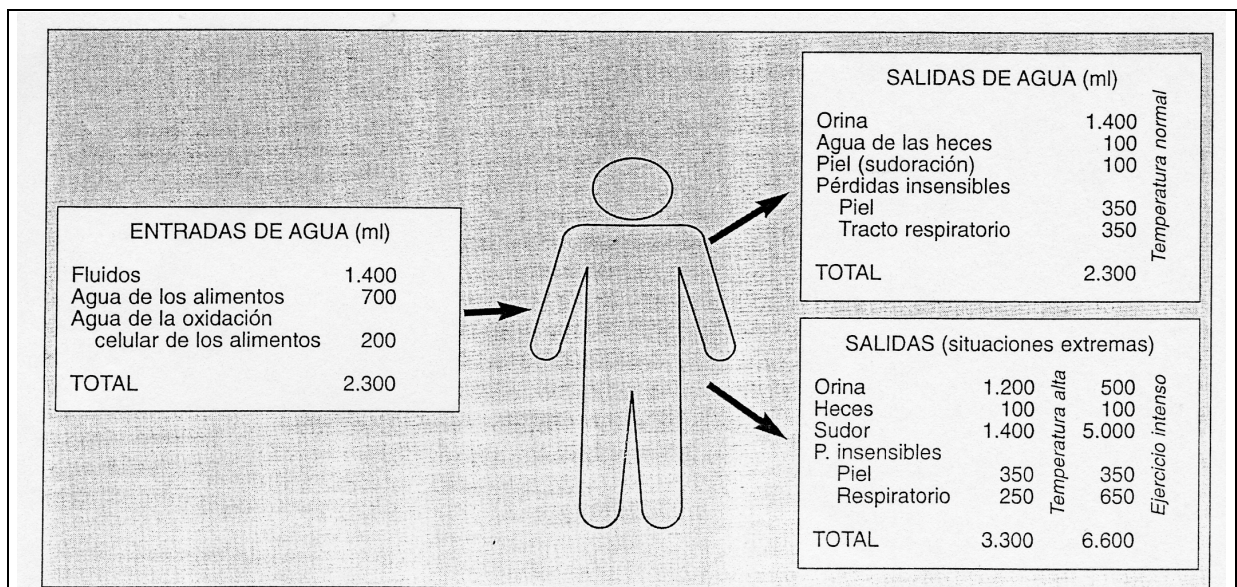 ENTRADAS DE AGUA (ml)
Fluidos 1.400
Agua de los alimentos 700
Agua de la oxidación
celular de los alimentos 200
TOTAL 2.300
SALIDAS DE AGUA (ml)
Orina 1.400
Agua de las heces 100
Piel (sudoración) 100
Pérdidas insensibles
Piel 350
Tracto respiratorio 350
TOTAL 2.300
Temperatura normal
SALIDAS (situaciones extremas)
Orina 1.200 500
Heces 100 100
Sudor 1.400 5.000
P. insensibles
Piel 350 350
Respiratorio 250 650
TOTAL 3.300 6.600
Temperatura alta
Ejercicio intenso